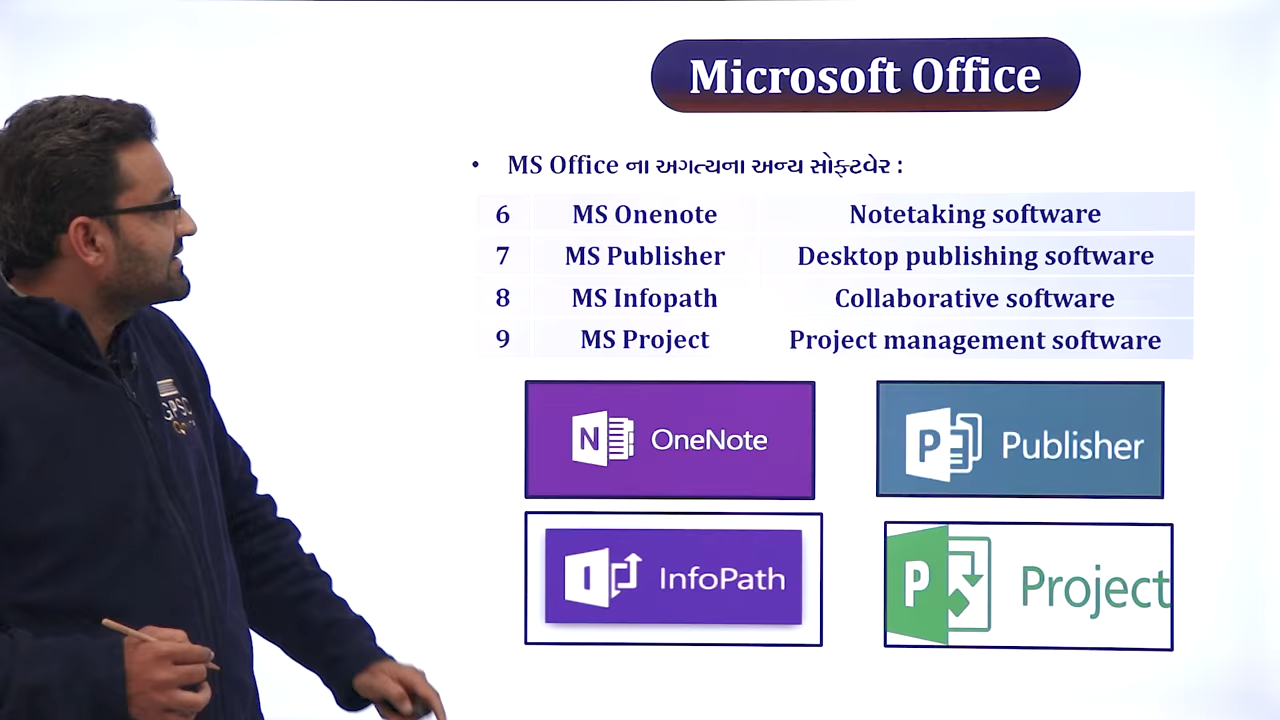 Microsoft Office
• MS Office ના અગત્યના અન્ય સોફ્ટવેર :
6 MS Onenote Notetaking software
7 MS Publisher Desktop publishing software
8 MS Infopath Collaborative software
9 MS Project Project management software
N OneNote
P Publisher
I InfoPath
P Project